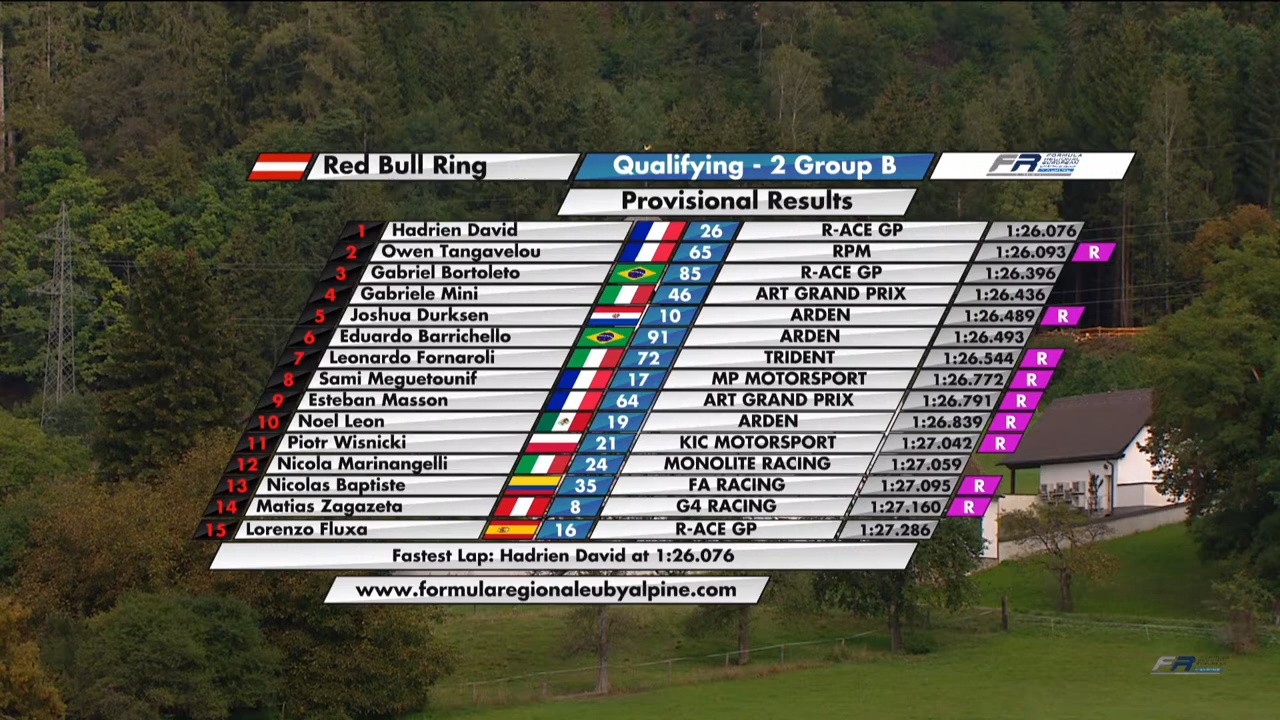 Red Bull Ring Qualifying - 2 Group B FR FORMULA REGIONAL EUROPEAN
Provisional Results
1 Hadrien David 26 R-ACE GP 1:26.076
2 Owen Tangavelou 65 RPM 1:26.093 R
3 Gabriel Bortoleto 85 R-ACE GP 1:26.396
4 Gabriele Mini 46 ART GRAND PRIX 1:26.436
5 Joshua Durksen 10 ARDEN 1:26.489 R
6 Eduardo Barrichello 91 ARDEN 1:26.493
7 Leonardo Fornaroli 72 TRIDENT 1:26.544 R
8 Sami Meguetounif 17 MP MOTORSPORT 1:26.772 R
9 Esteban Masson 64 ART GRAND PRIX 1:26.791 R
10 Noel Leon 19 ARDEN 1:26.839 R
11 Piotr Wisnicki 21 KIC MOTORSPORT 1:27.042 R
12 Nicola Marinangelli 24 MONOLITE RACING 1:27.059
13 Nicolas Baptiste 35 FA RACING 1:27.095 R
14 Matias Zagazeta 8 G4 RACING 1:27.160 R
15 Lorenzo Fluxa 16 R-ACE GP 1:27.286
Fastest Lap: Hadrien David at 1:26.076
www.formularegionaleubyalpine.com
FR